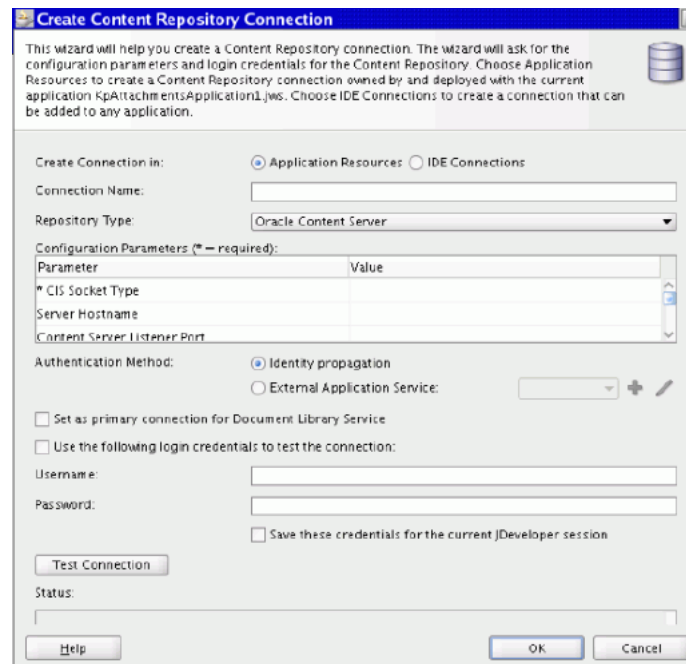 Create Content Repository Connection
This wizard will help you create a Content Repository connection. The wizard will ask for the
configuration parameters and login credentials for the Content Repository. Choose Application
Resources to create a Content Repository connection owned by and deployed with the current
application KpAttachmentsApplication1.jws. Choose IDE Connections to create a connection that can
be added to any application.
Create Connection in: Application Resources IDE Connections
Connection Name:
Repository Type: Oracle Content Server
Configuration Parameters (* – required):
Parameter Value
* CIS Socket Type
Server Hostname
Content Server Listener Port
Authentication Method: Identity propagation
External Application Service:
Set as primary connection for Document Library Service
Use the following login credentials to test the connection:
Username:
Password:
Save these credentials for the current JDeveloper session
Test Connection
Status:
Help OK Cancel